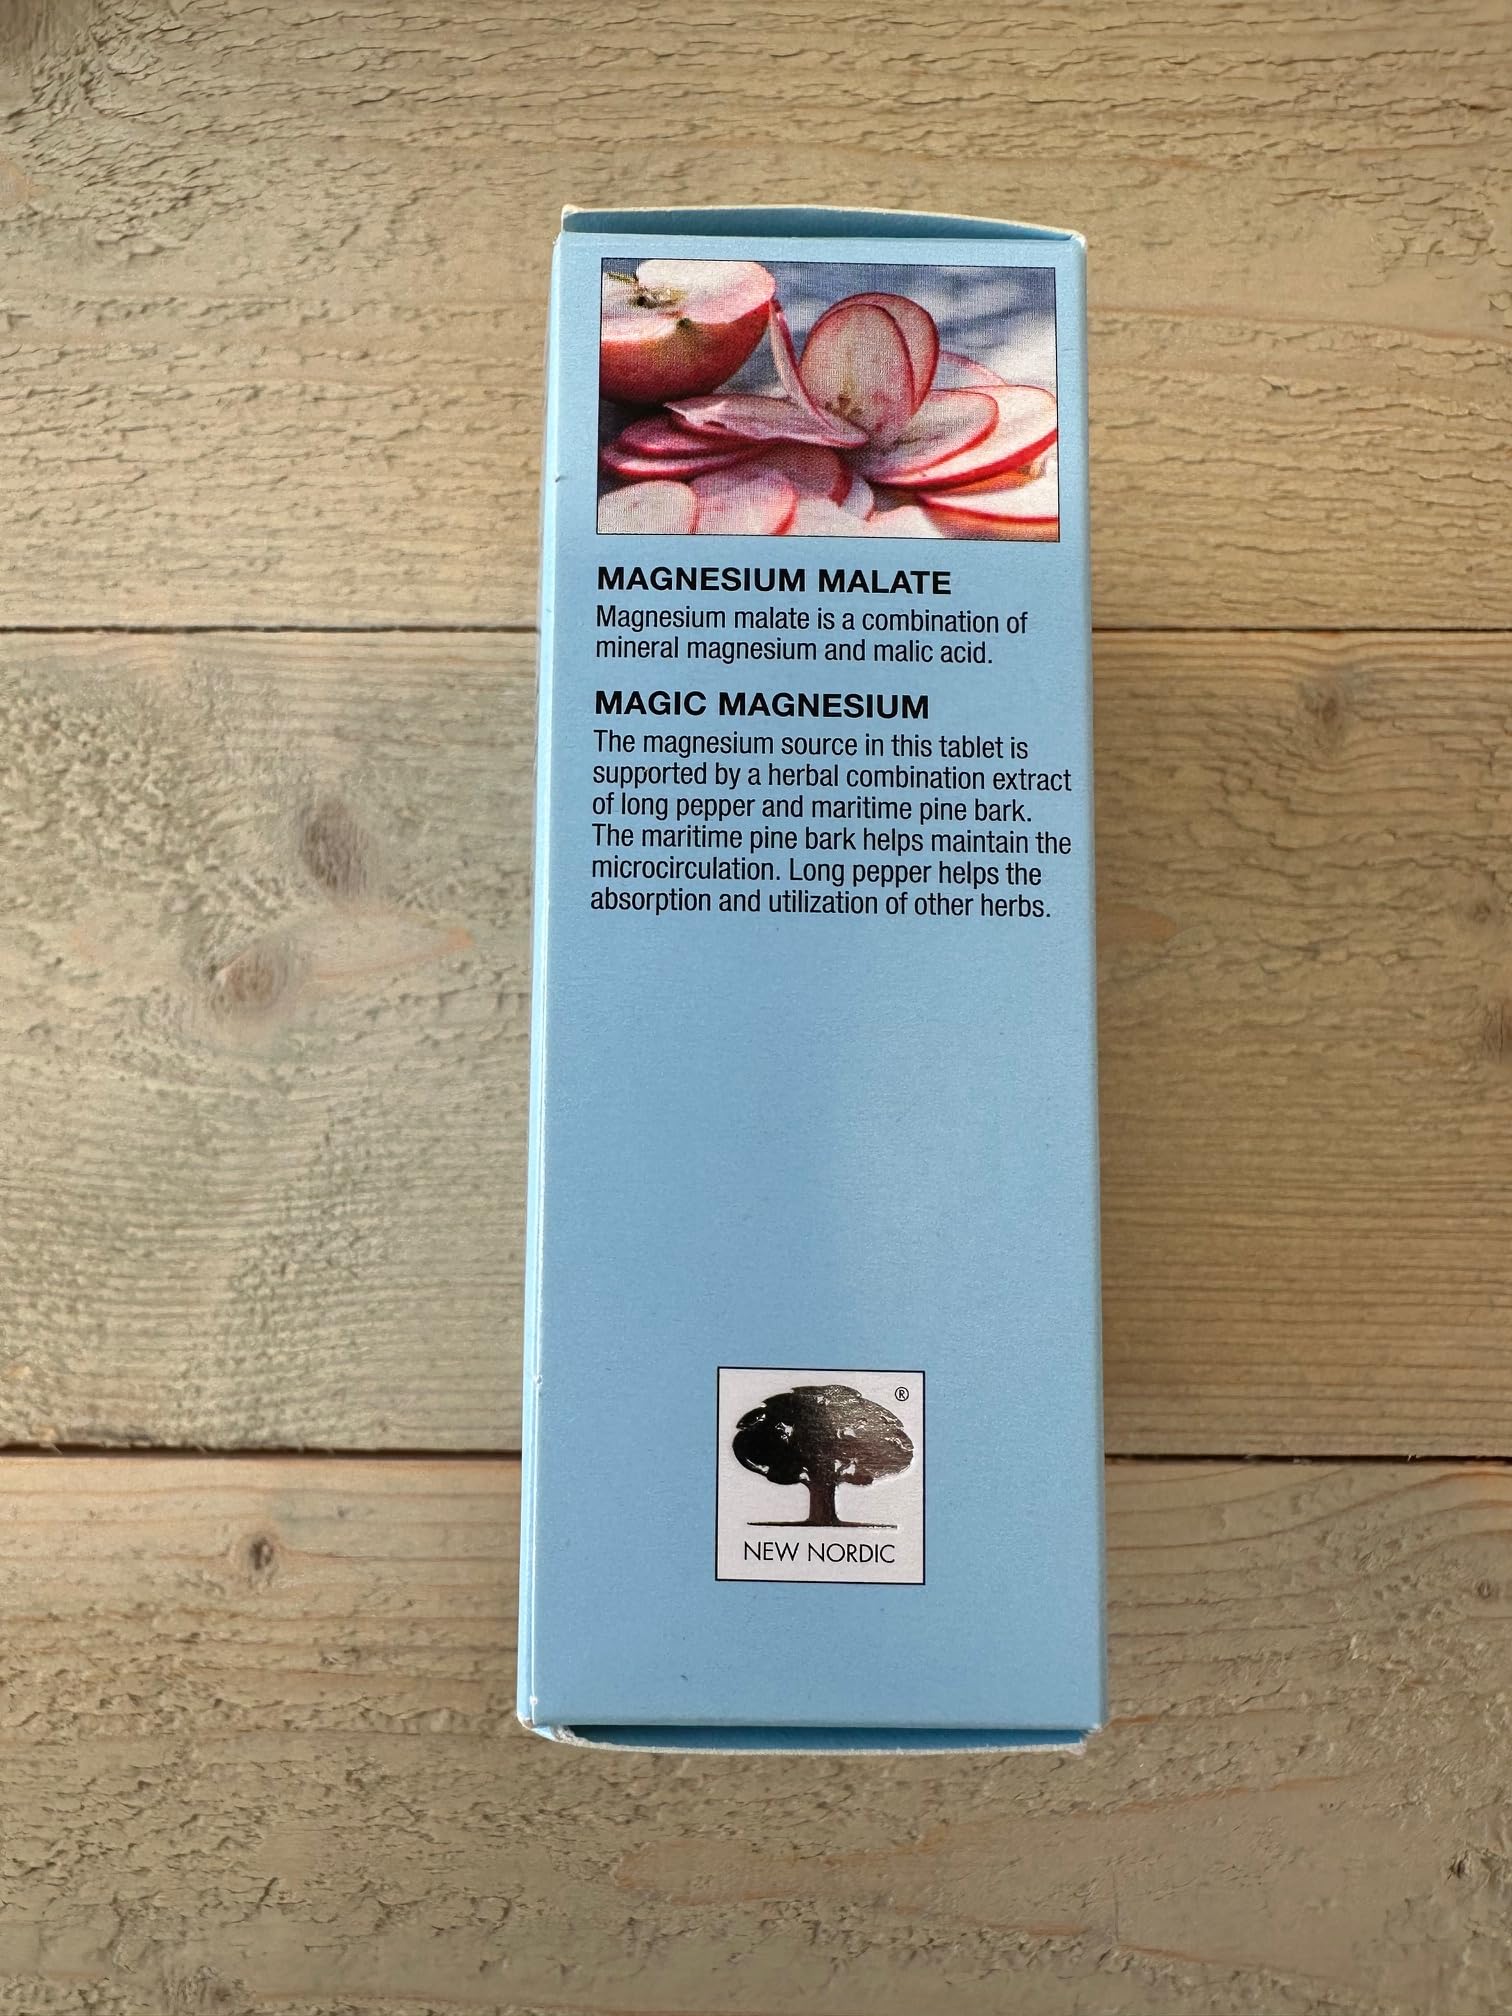 MAGNESIUM MALATE
Magnesium malate is a combination of
mineral magnesium and malic acid.
MAGIC MAGNESIUM
The magnesium source in this tablet is
supported by a herbal combination extract
of long pepper and maritime pine bark.
The maritime pine bark helps maintain the
microcirculation. Long pepper helps the
absorption and utilization of other herbs.
®
NEW NORDIC